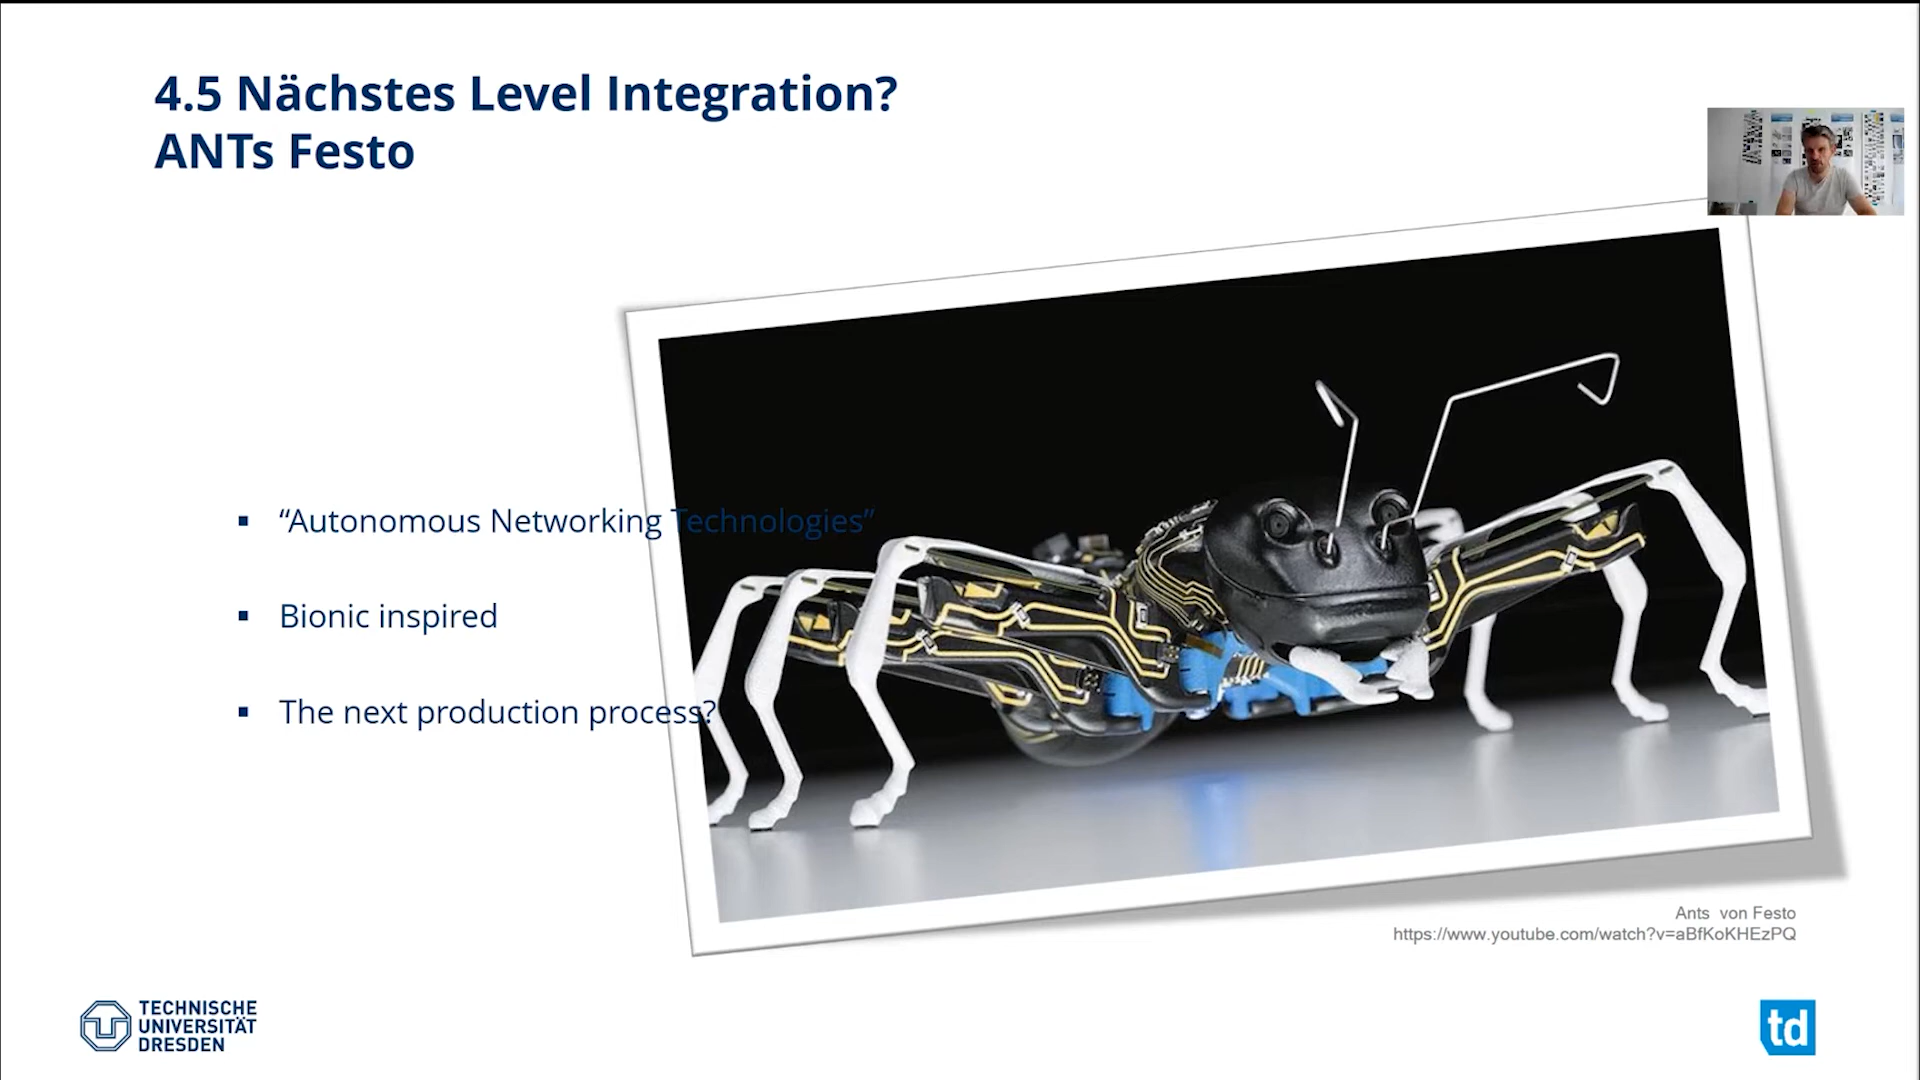 4.5 Nächstes Level Integration?
ANTs Festo
▪ “Autonomous Networking Technologies”
▪ Bionic inspired
▪ The next production process?
Ants von Festo
https://www.youtube.com/watch?v=aBfKoKHEzPQ
TECHNISCHE
UNIVERSITÄT
DRESDEN
td